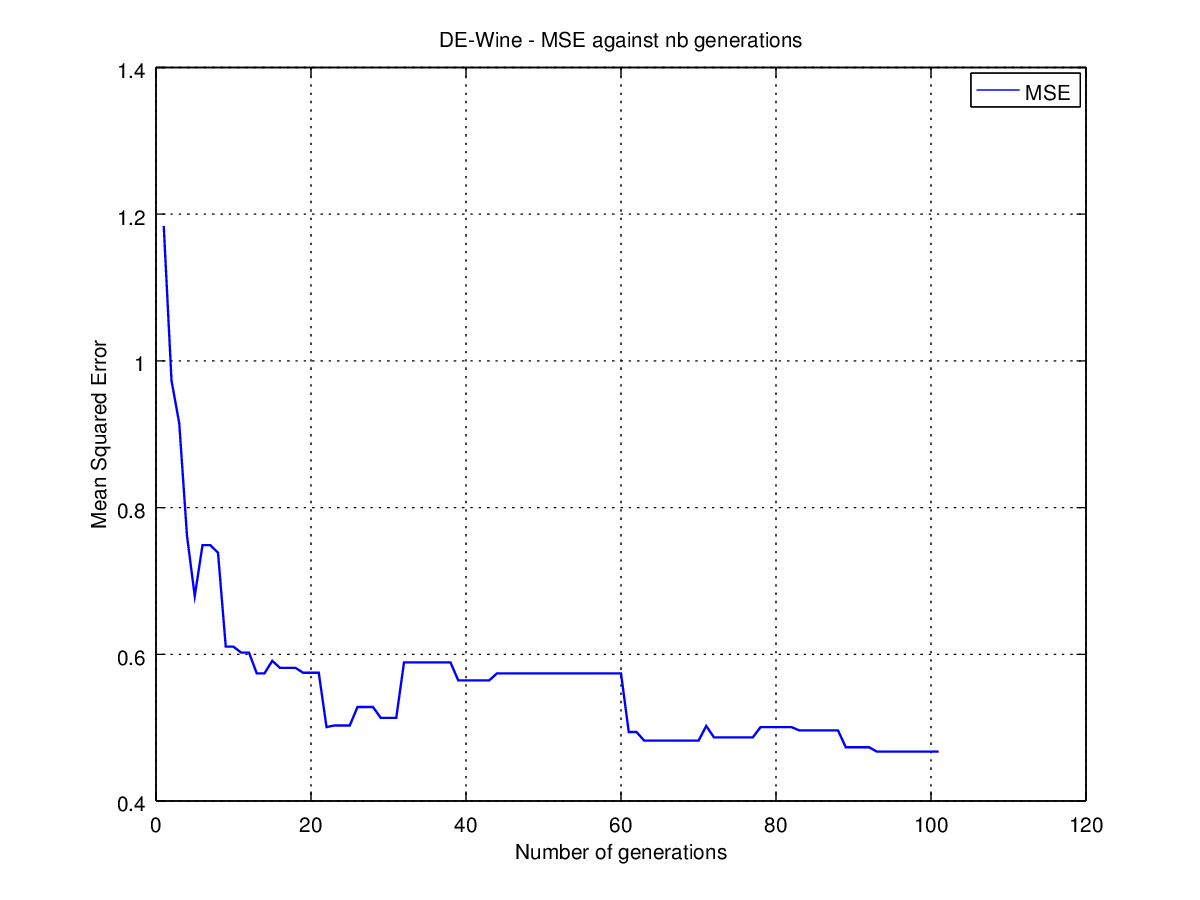 DE-Wine - MSE against nb generations
MSE
1.4
1.2
1
0.8
0.6
0.4
Mean Squared Error
0 20 40 60 80 100 120
Number of generations